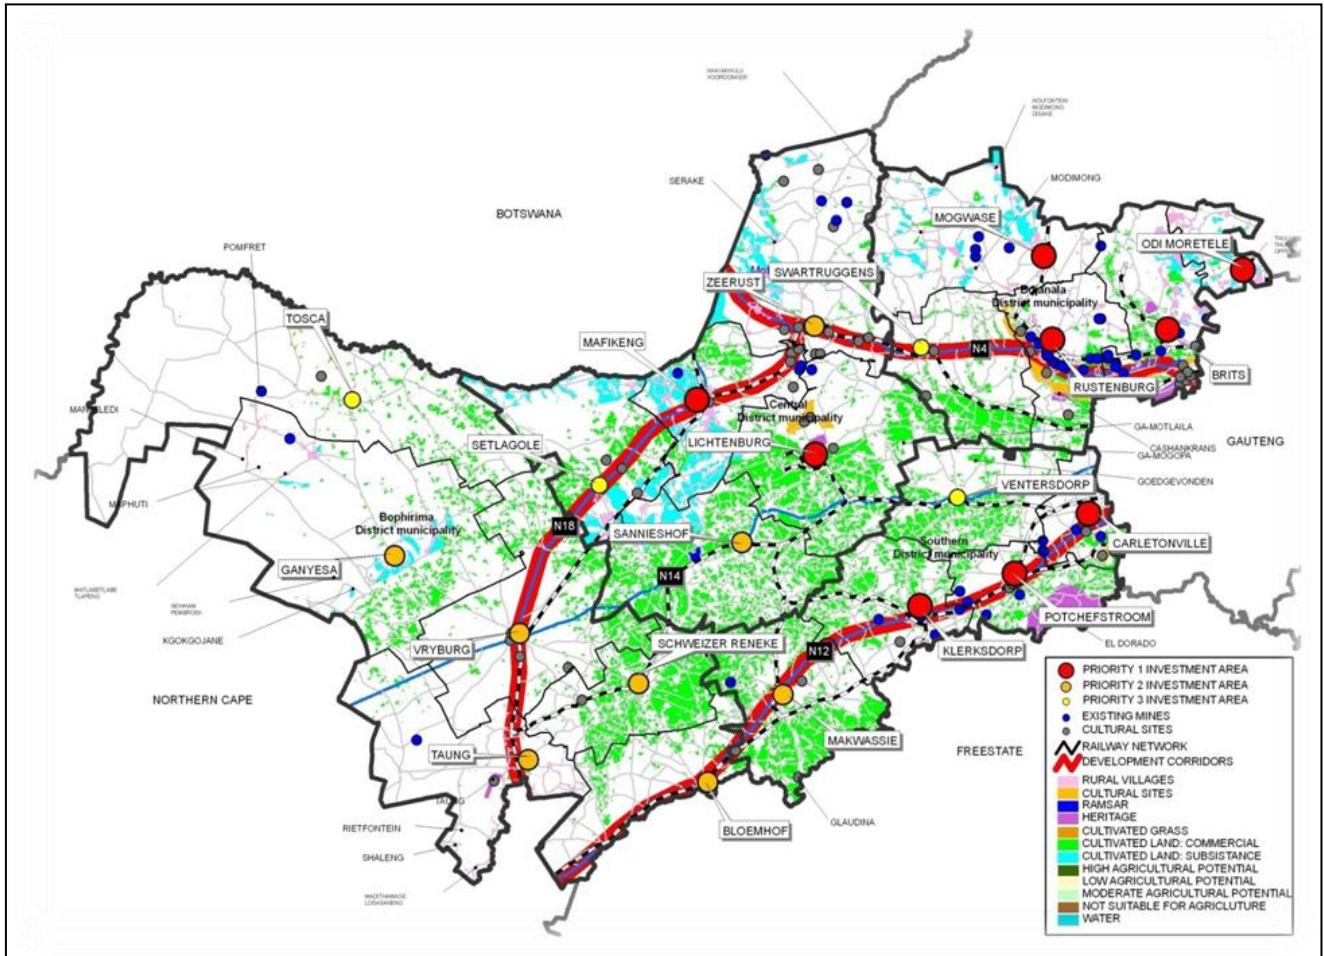 HOLFONTEIN
MODIMONG
DISAKE
SERAKE
MODIMONG
BOTSWANA
MOGWASE
ODI MORETELE
POMFRET
SWARTRUGGENS
ZEERUST
Bojanala
District municipality
TOSCA
MAFIKENG
N4
BRITS
RUSTENBURG
Central
District municipality
SETLAGOLE
LICHTENBURG
GA-MOTLAILA
GAUTENG
CASHANKRANS
GA-MOGOPA
GOEDGEVONDEN
VENTERSDORP
MAPHUTI
Bophirima
District municipality
N18
SANNIESHOF
Southern
District municipality
CARLETONVILLE
GANYESA
N14
POTCHEFSTROOM
KGOKGOJANE
VRYBURG
SCHWEIZER RENEKE
N12
KLERKSDORP
EL DORADO
NORTHERN CAPE
TAUNG
MAKWASSIE
FREESTATE
TAUNG
RIETFONTEIN
BLOEMHOF
GLAUDINA
SHALENG
PRIORITY 1 INVESTMENT AREA
PRIORITY 2 INVESTMENT AREA
PRIORITY 3 INVESTMENT AREA
EXISTING MINES
CULTURAL SITES
RAILWAY NETWORK
DEVELOPMENT CORRIDORS
RURAL VILLAGES
CULTURAL SITES
RAMSAR
HERITAGE
CULTIVATED GRASS
CULTIVATED LAND: COMMERCIAL
CULTIVATED LAND: SUBSISTANCE
HIGH AGRICULTURAL POTENTIAL
LOW AGRICULTURAL POTENTIAL
MODERATE AGRICULTURAL POTENTIAL
NOT SUITABLE FOR AGRICLUTURE
WATER